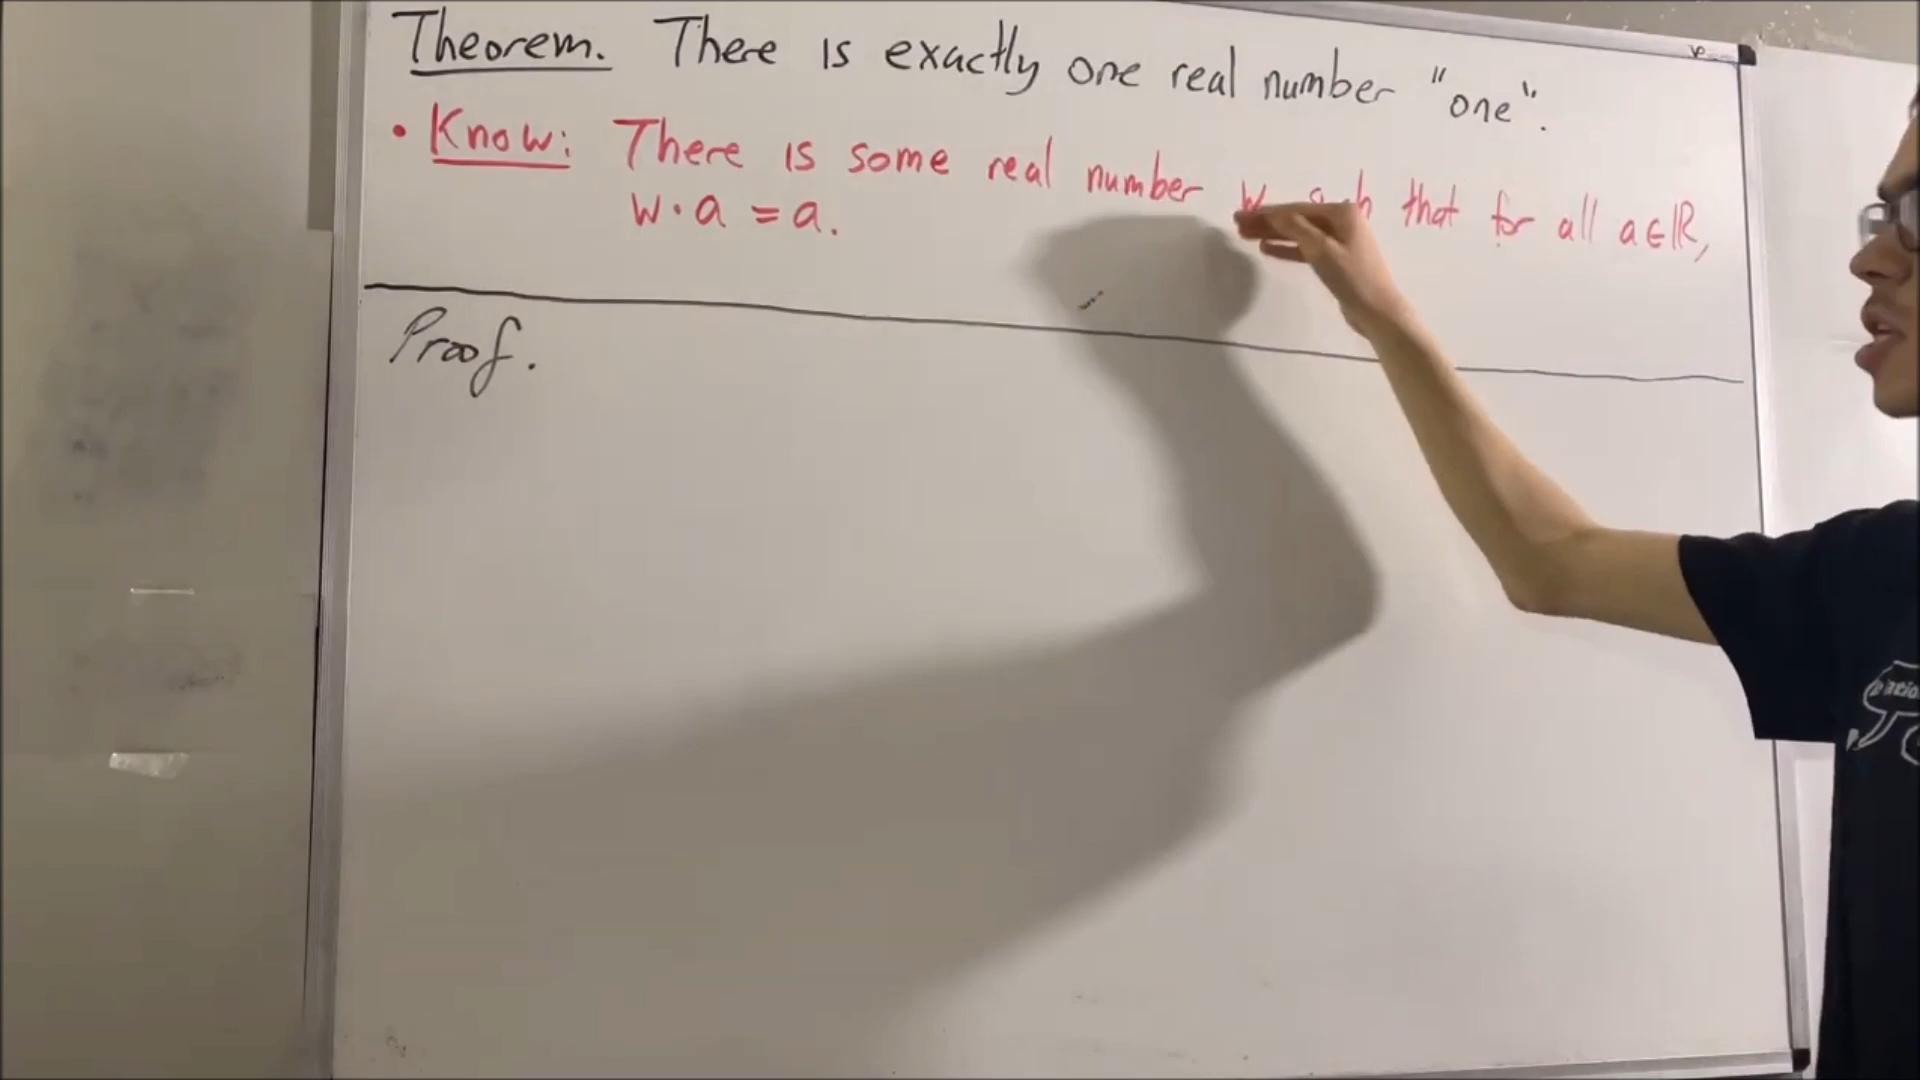 Theorem. There is exactly one real number "one".
• Know: There is some real number w such that for all a∈ℝ,
w·a = a.
Proof.